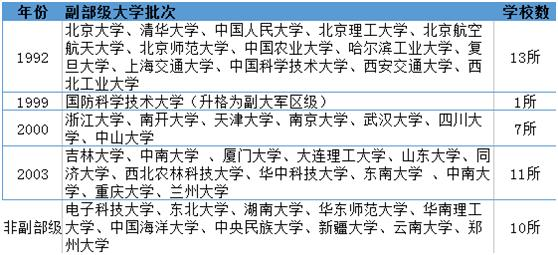 年份 副部级大学批次 学校数
北京大学、清华大学、中国人民大学、北京理工大学、北京航空
航天大学、北京师范大学、中国农业大学、哈尔滨工业大学、复
1992 13所
旦大学、上海交通大学、中国科学技术大学、西安交通大学、西
北工业大学
1999 国防科学技术大学（升格为副大军区级） 1所
浙江大学、南开大学、天津大学、南京大学、武汉大学、四川大
2000 7所
学、中山大学
吉林大学、中南大学 、厦门大学、大连理工大学、山东大学、同
2003 济大学、西北农林科技大学、华中科技大学、东南大学 、中南大 11所
学、重庆大学、兰州大学
电子科技大学、东北大学、湖南大学、华东师范大学、华南理工
非副部级 大学、中国海洋大学、中央民族大学、新疆大学、云南大学、郑 10所
州大学